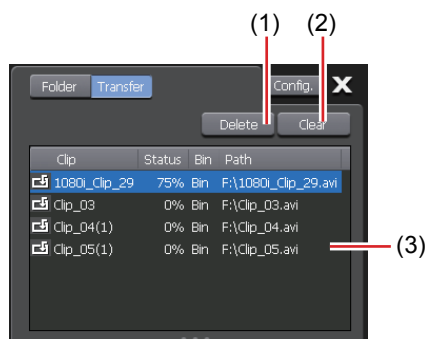 (1) (2)
Folder Transfer Config. X
Delete Clear
Clip Status Bin Path
1080i_Clip_29 75% Bin F:\1080i_Clip_29.avi
Clip_03 0% Bin F:\Clip_03.avi
Clip_04(1) 0% Bin F:\Clip_04.avi
Clip_05(1) 0% Bin F:\Clip_05.avi
(3)